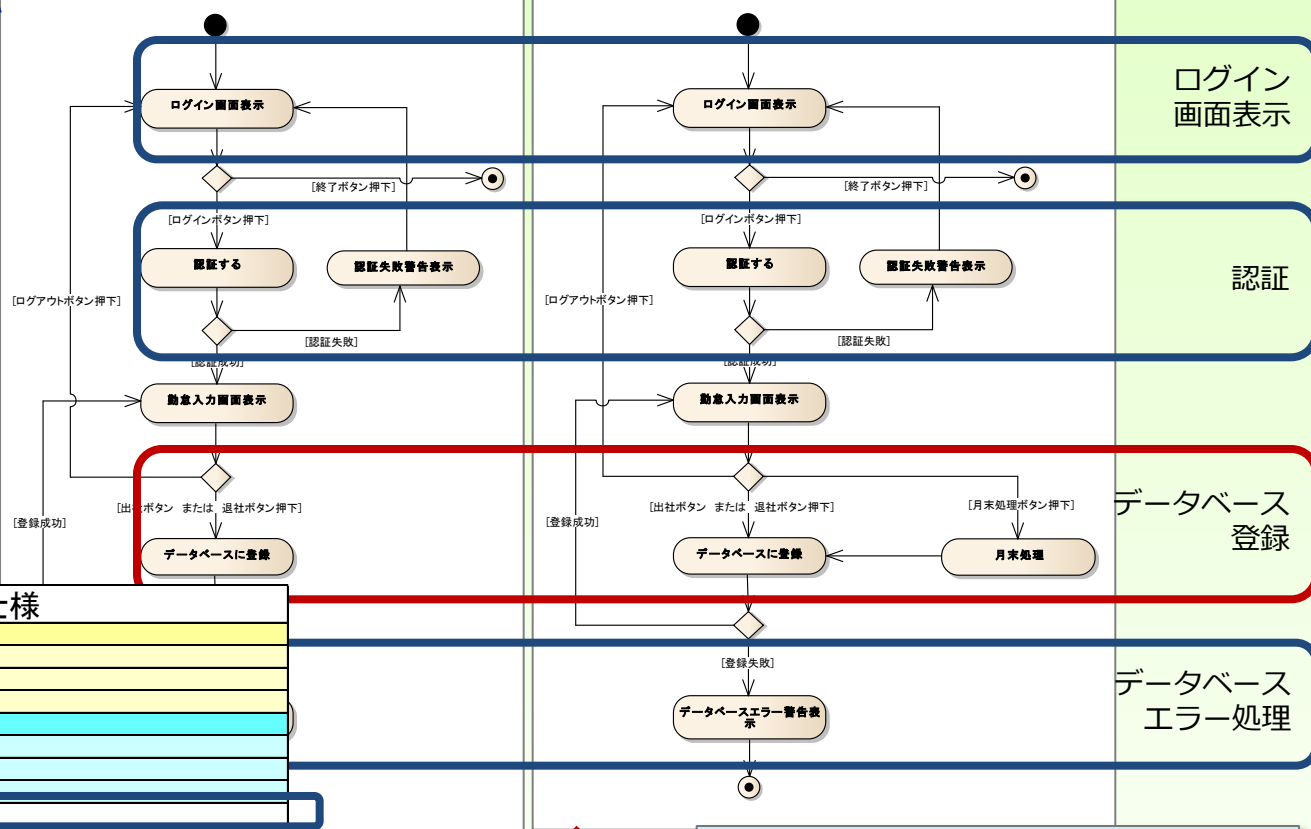 ログイン画面表示
[終了ボタン押下]
[ログインボタン押下]
認証する
認証失敗警告表示
[ログアウトボタン押下]
[認証失敗]
[認証成功]
勤怠入力画面表示
[出社ボタン または 退社ボタン押下]
[登録成功]
データベースに登録
仕様
ログイン画面表示
[終了ボタン押下]
[ログインボタン押下]
認証する
認証失敗警告表示
[ログアウトボタン押下]
[認証失敗]
[認証成功]
勤怠入力画面表示
[出社ボタン または 退社ボタン押下]
[月末処理ボタン押下]
[登録成功]
データベースに登録
月末処理
[登録失敗]
データベースエラー警告表
示
ログイン
画面表示
認証
データベース
登録
データベース
エラー処理